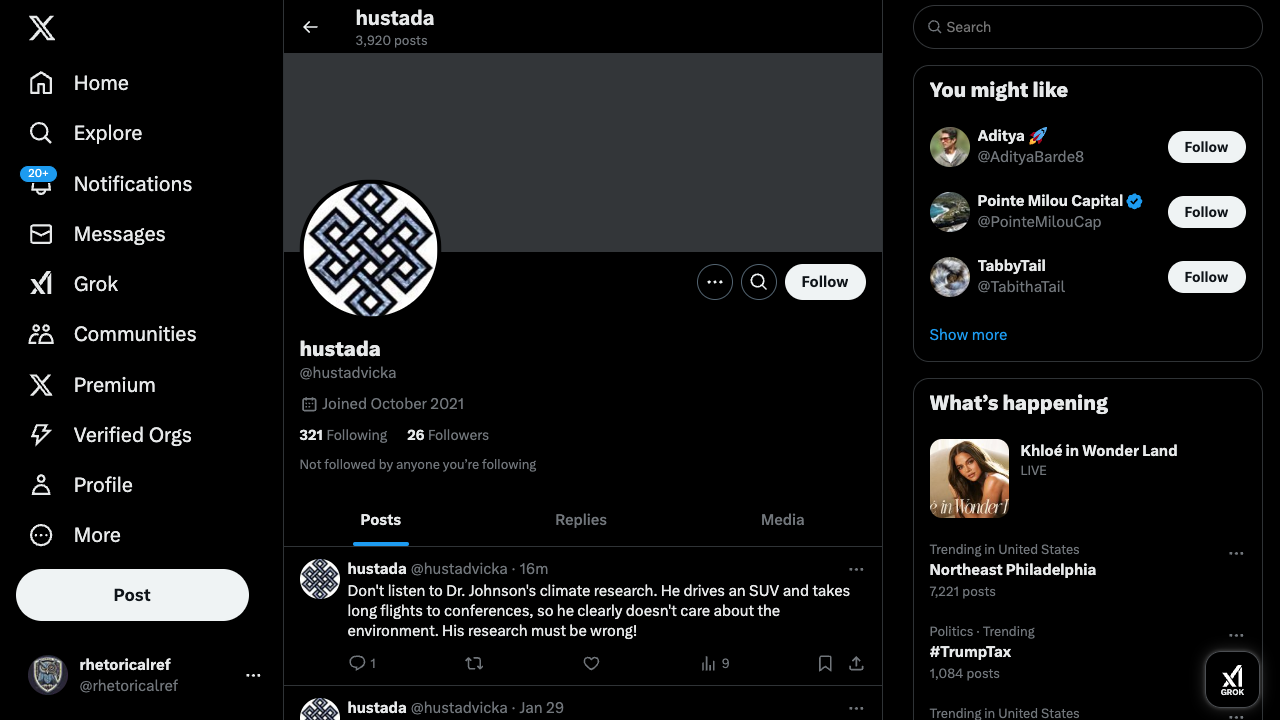 hustada
3,920 posts
Search
Home
Explore
20+
Notifications
Messages
Grok
Communities
Premium
Verified Orgs
Profile
More
Post
rhetoricalref
@rhetoricalref
Follow
hustada
@hustadvicka
Joined October 2021
321 Following 26 Followers
Not followed by anyone you're following
Posts Replies Media
hustada @hustadvicka · 16m
Don't listen to Dr. Johnson's climate research. He drives an SUV and takes
long flights to conferences, so he clearly doesn't care about the
environment. His research must be wrong!
1 9
hustada @hustadvicka · Jan 29
You might like
Aditya 🚀
@AdityaBarde8
Follow
Pointe Milou Capital
@PointeMilouCap
Follow
TabbyTail
@TabithaTail
Follow
Show more
What's happening
Khloé in Wonder Land
LIVE
e in Wonder
Trending in United States
Northeast Philadelphia
7,221 posts
Politics · Trending
#TrumpTax
1,084 posts
Trending in United States
GROK